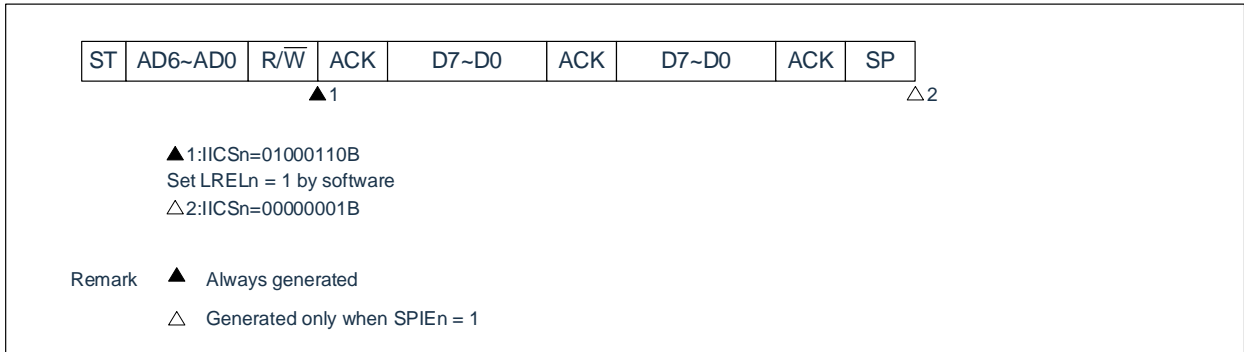 ST AD6~AD0 R/W̅ ACK D7~D0 ACK D7~D0 ACK SP
▲1 △2
▲1:IICSn=01000110B
Set LRELn = 1 by software
△2:IICSn=00000001B
Remark ▲ Always generated
△ Generated only when SPIEn = 1